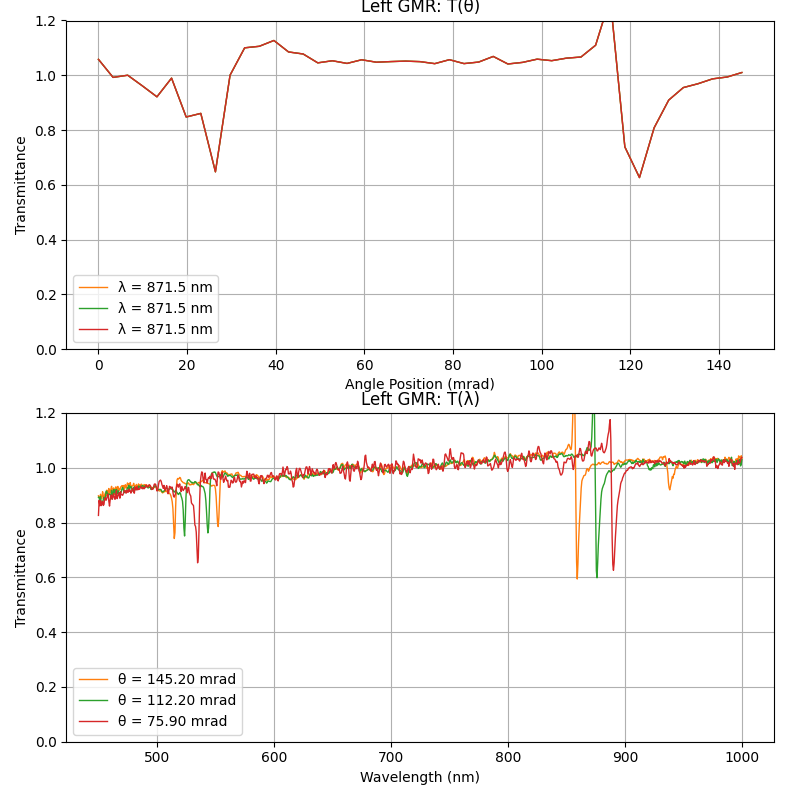 Left GMR: T(θ)
1.2
1.0
0.8
0.6
0.4
0.2
0.0
Transmittance
λ = 871.5 nm
λ = 871.5 nm
λ = 871.5 nm
0 20 40 60 80 100 120 140
Angle Position (mrad)
Left GMR: T(λ)
1.2
1.0
0.8
0.6
0.4
0.2
0.0
Transmittance
θ = 145.20 mrad
θ = 112.20 mrad
θ = 75.90 mrad
500 600 700 800 900 1000
Wavelength (nm)